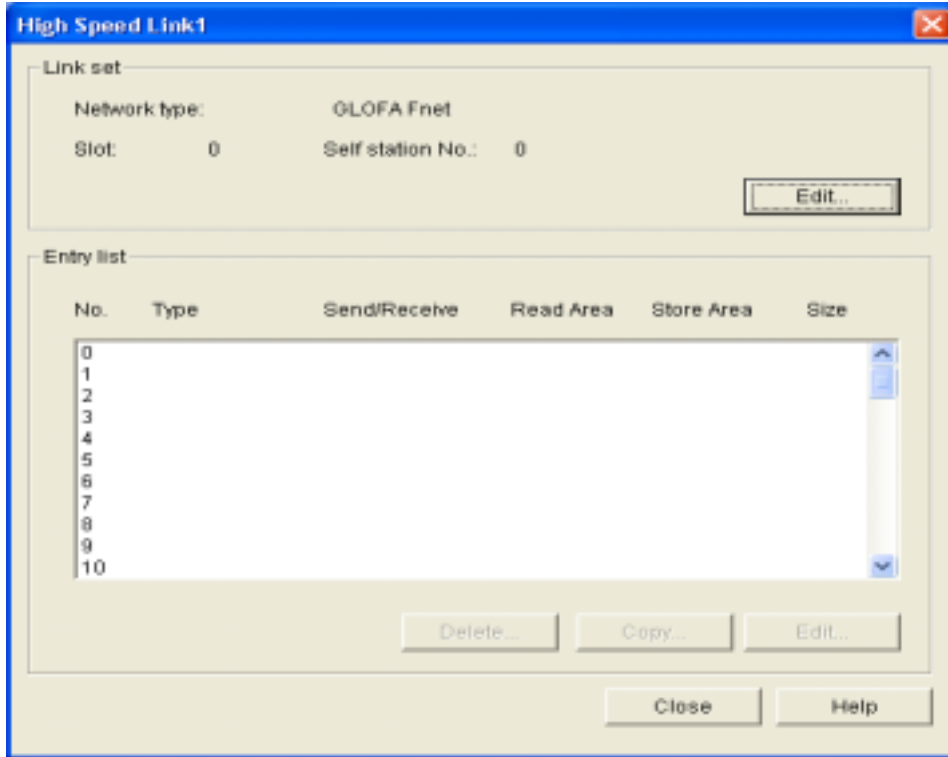 High Speed Link1
Link set
Network type: GLOFA Fnet
Slot: 0 Self station No.: 0
Edit...
Entry list
No. Type Send/Receive Read Area Store Area Size
0
1
2
3
4
5
6
7
8
9
10
Delete... Copy... Edit...
Close Help